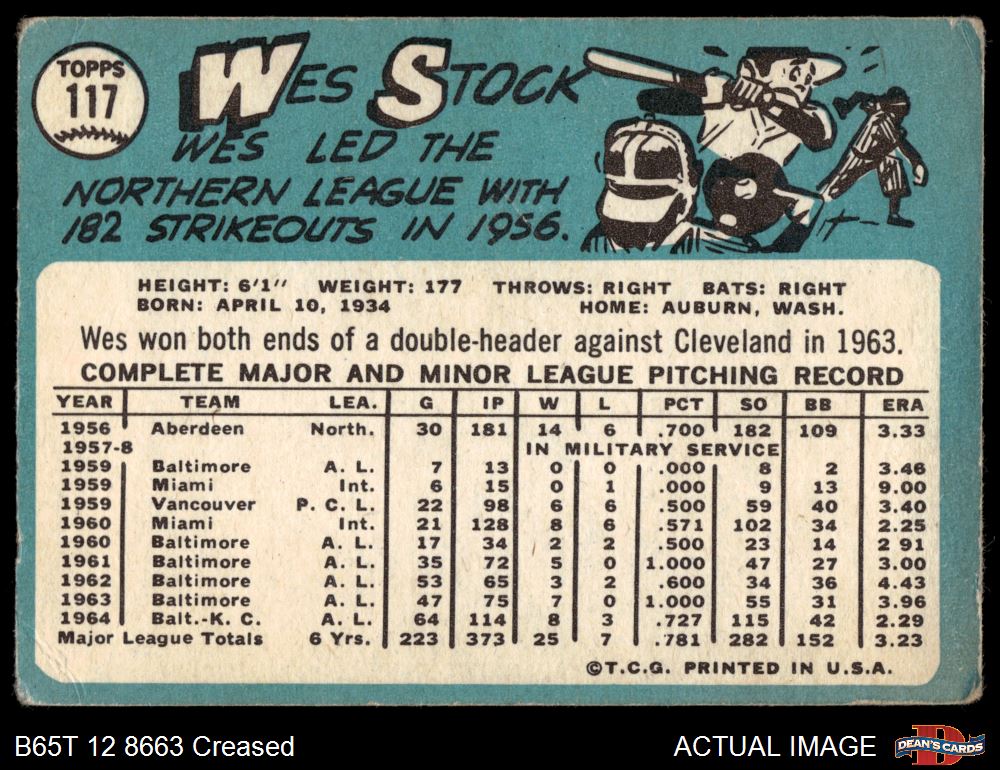 TOPPS
117
WES STOCK
WES LED THE
NORTHERN LEAGUE WITH
182 STRIKEOUTS IN 1956.
HEIGHT: 6'1" WEIGHT: 177 THROWS: RIGHT BATS: RIGHT
BORN: APRIL 10, 1934 HOME: AUBURN, WASH.
Wes won both ends of a double-header against Cleveland in 1963.
COMPLETE MAJOR AND MINOR LEAGUE PITCHING RECORD
YEAR TEAM LEA. G IP W L PCT SO BB ERA
1956 Aberdeen North. 30 181 14 6 .700 182 109 3.33
1957-8 IN MILITARY SERVICE
1959 Baltimore A. L. 7 13 0 0 .000 8 2 3.46
1959 Miami Int. 6 15 0 1 .000 9 13 9.00
1959 Vancouver P. C. L. 22 98 6 6 .500 59 40 3.40
1960 Miami Int. 21 128 8 6 .571 102 34 2.25
1960 Baltimore A. L. 17 34 2 2 .500 23 14 2 91
1961 Baltimore A. L. 35 72 5 0 1.000 47 27 3.00
1962 Baltimore A. L. 53 65 3 2 .600 34 36 4.43
1963 Baltimore A. L. 47 75 7 0 1.000 55 31 3.96
1964 Balt.-K. C. A. L. 64 114 8 3 .727 115 42 2.29
Major League Totals 6 Yrs. 223 373 25 7 .781 282 152 3.23
©T.C.G. PRINTED IN U.S.A.
B65T 12 8663 Creased ACTUAL IMAGE
D
DEAN'S CARDS